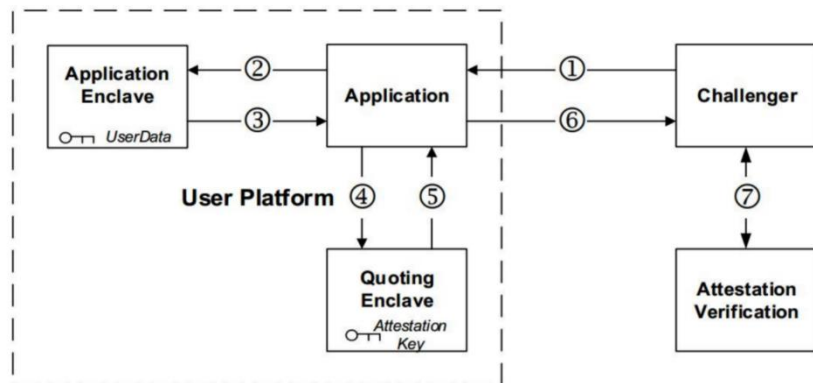 Application
Enclave
UserData
②
③
Application
①
⑥
Challenger
User Platform
④
⑤
⑦
Quoting
Enclave
Attestation
Key
Attestation
Verification